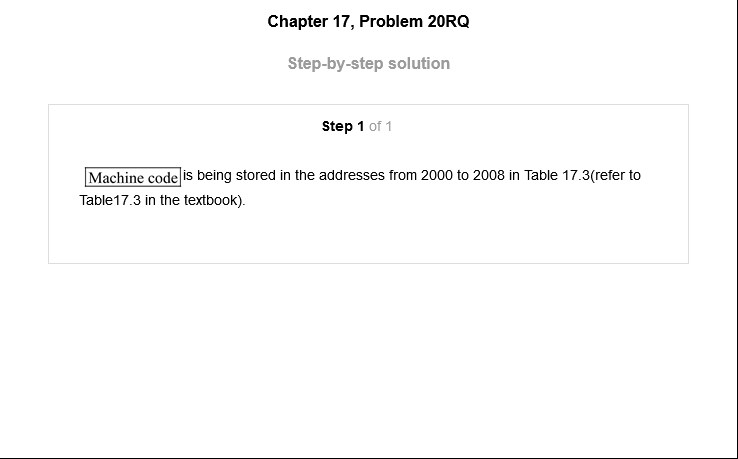 Chapter 17, Problem 20RQ
Step-by-step solution
Step 1 of 1
Machine code is being stored in the addresses from 2000 to 2008 in Table 17.3(refer to
Table17.3 in the textbook).